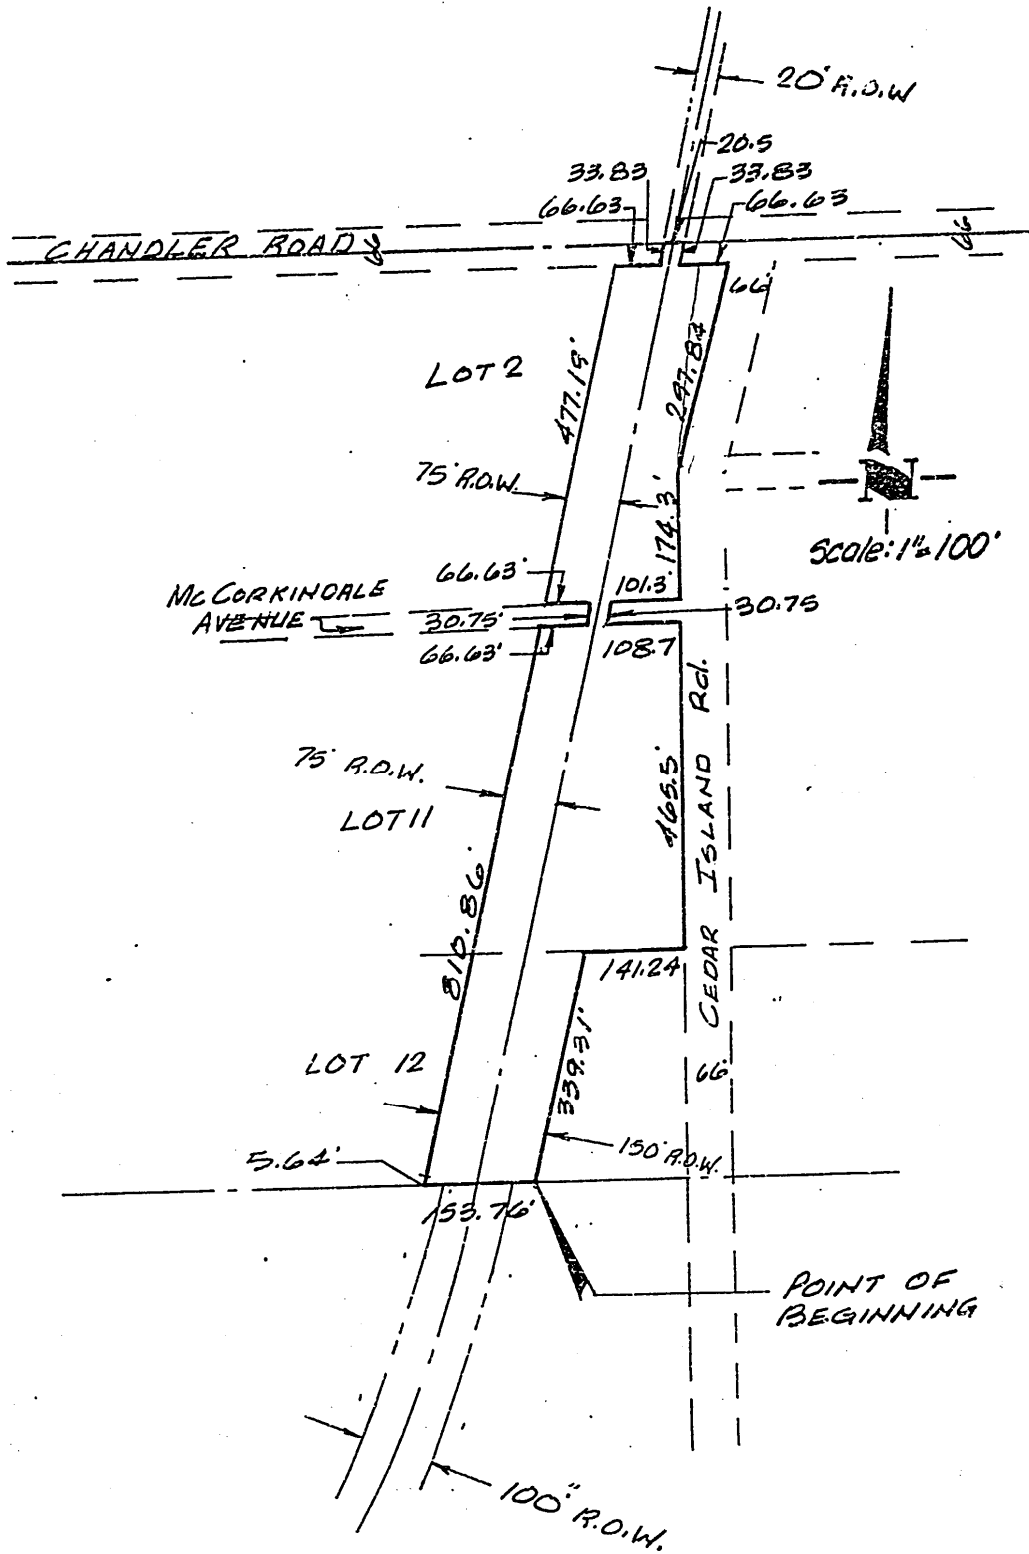 20' R.O.W
20.5
33.83
33.83
66.63
66.63
CHANDLER ROAD
66
66
66'
LOT 2
477.19'
297.84
75' R.O.W.
174.3'
Scale: 1"=100'
66.63'
101.3'
McCORKINDALE
AVENUE
30.75'
30.75
66.63'
108.7
CEDAR ISLAND Rd.
75' R.O.W.
465.5'
LOT 11
810.86'
141.24
LOT 12
339.31'
66'
150' R.O.W.
5.64'
153.76'
POINT OF
BEGINNING
100" R.O.W.